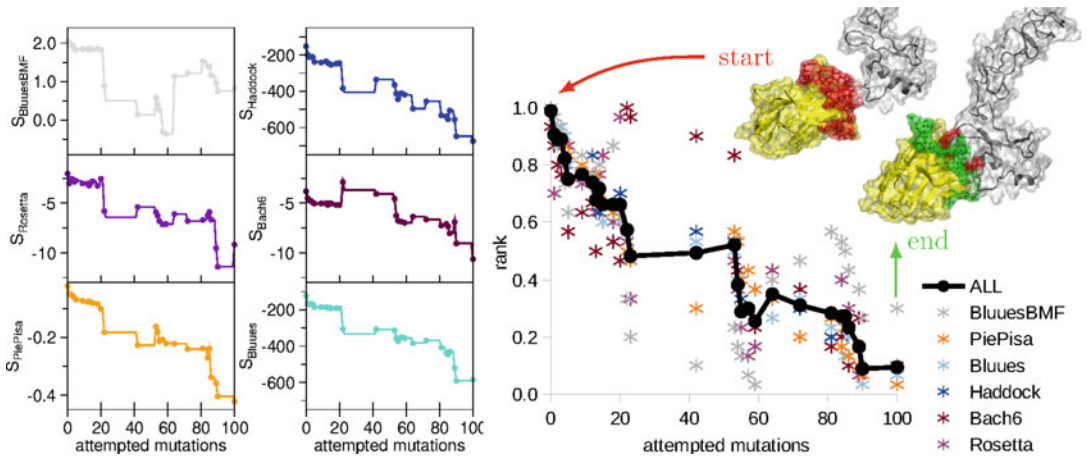 2.0
1.0
0.0
S_BluuesBMF
-200
-400
-600
S_Haddock
-5
-10
S_Rosetta
-5
-10
S_Bach6
-0.2
-0.4
S_PiePisa
-200
-400
-600
S_Bluues
0 20 40 60 80 100
attempted mutations
0 20 40 60 80 100
attempted mutations
start
1.0
0.8
0.6
0.4
0.2
0.0
rank
0 20 40 60 80 100
attempted mutations
end
ALL
BluuesBMF
PiePisa
Bluues
Haddock
Bach6
Rosetta